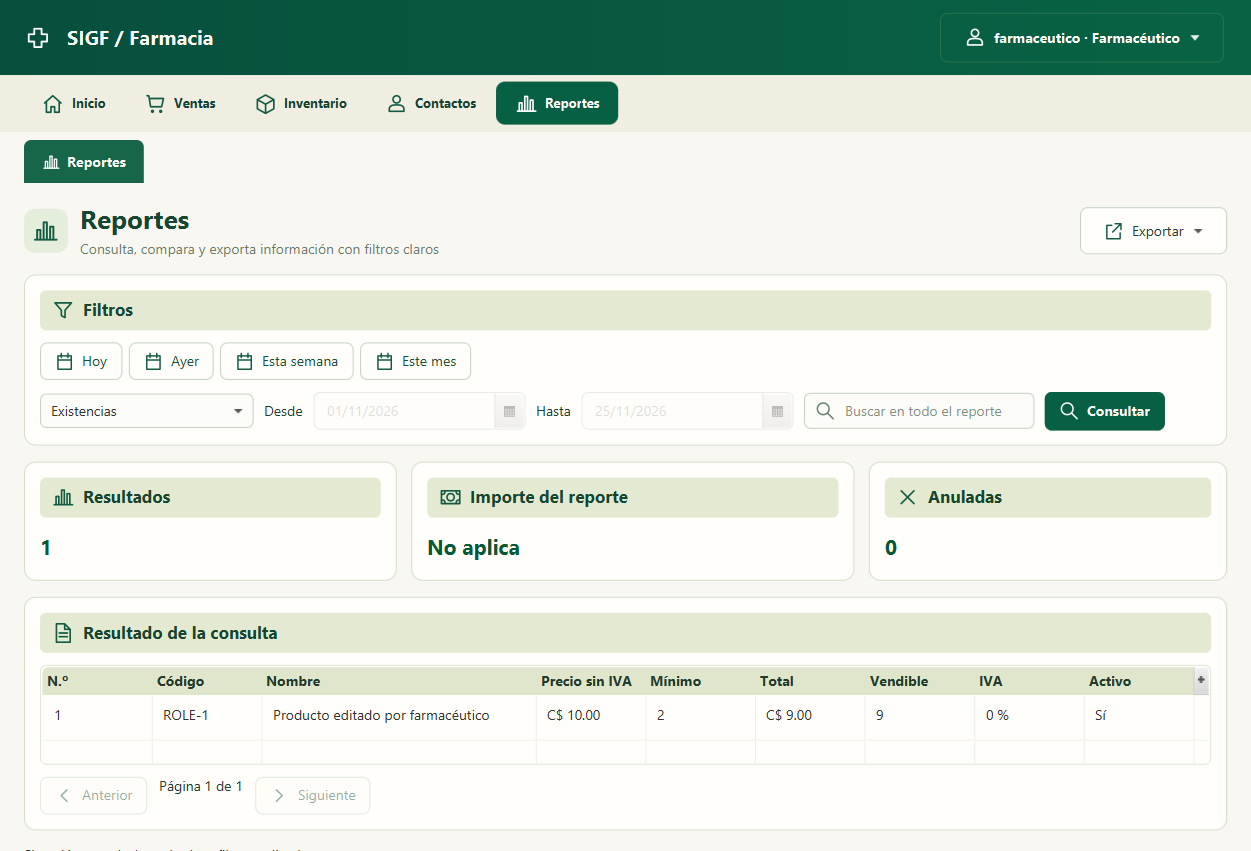 SIGF / Farmacia
farmaceutico · Farmacéutico
Inicio
Ventas
Inventario
Contactos
Reportes
Reportes
Reportes
Consulta, compara y exporta información con filtros claros
Exportar
Filtros
Hoy
Ayer
Esta semana
Este mes
Existencias
Desde
01/11/2026
Hasta
25/11/2026
Buscar en todo el reporte
Consultar
Resultados
1
Importe del reporte
No aplica
Anuladas
0
Resultado de la consulta
N.º Código Nombre Precio sin IVA Mínimo Total Vendible IVA Activo +
1 ROLE-1 Producto editado por farmacéutico C$ 10.00 2 C$ 9.00 9 0 % Sí
Anterior
Página 1 de 1
Siguiente